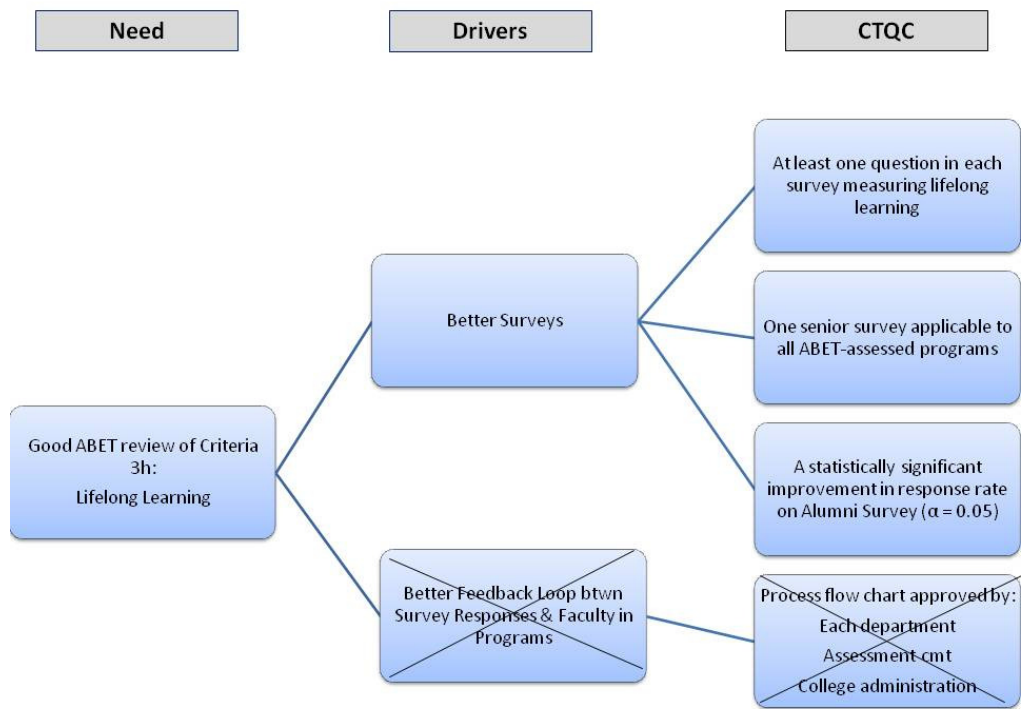 Need
Drivers
CTQC
Good ABET review of Criteria
3h:
Lifelong Learning
Better Surveys
Better Feedback Loop btwn
Survey Responses & Faculty in
Programs
At least one question in each
survey measuring lifelong
learning
One senior survey applicable to
all ABET-assessed programs
A statistically significant
improvement in response rate
on Alumni Survey (α = 0.05)
Process flow chart approved by:
Each department
Assessment cmt
College administration